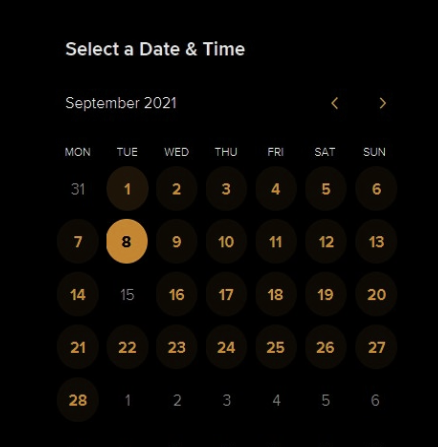 Select a Date & Time
September 2021
MON TUE WED THU FRI SAT SUN
31 1 2 3 4 5 6
7 8 9 10 11 12 13
14 15 16 17 18 19 20
21 22 23 24 25 26 27
28 1 2 3 4 5 6